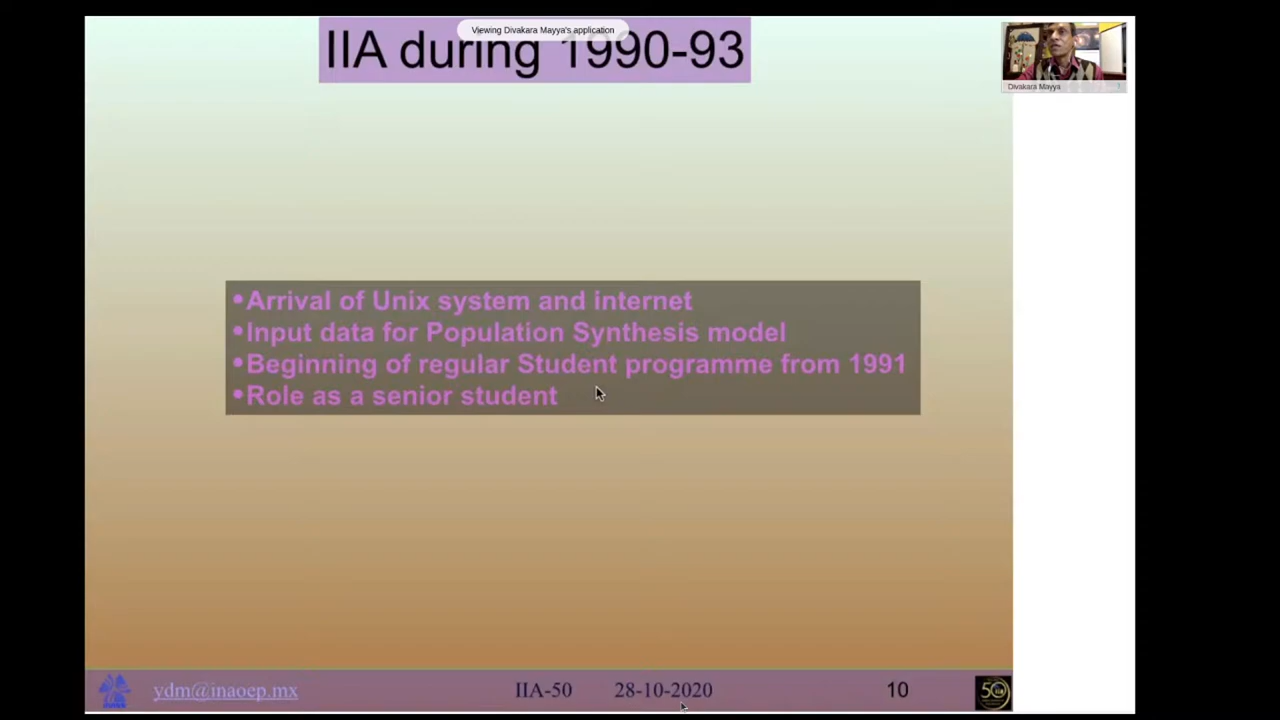 Viewing Divakara Mayya's application
IIA during 1990-93
Divakara Mayya
•Arrival of Unix system and internet
•Input data for Population Synthesis model
•Beginning of regular Student programme from 1991
•Role as a senior student
ydm@inaoep.mx IIA-50 28-10-2020 10
50